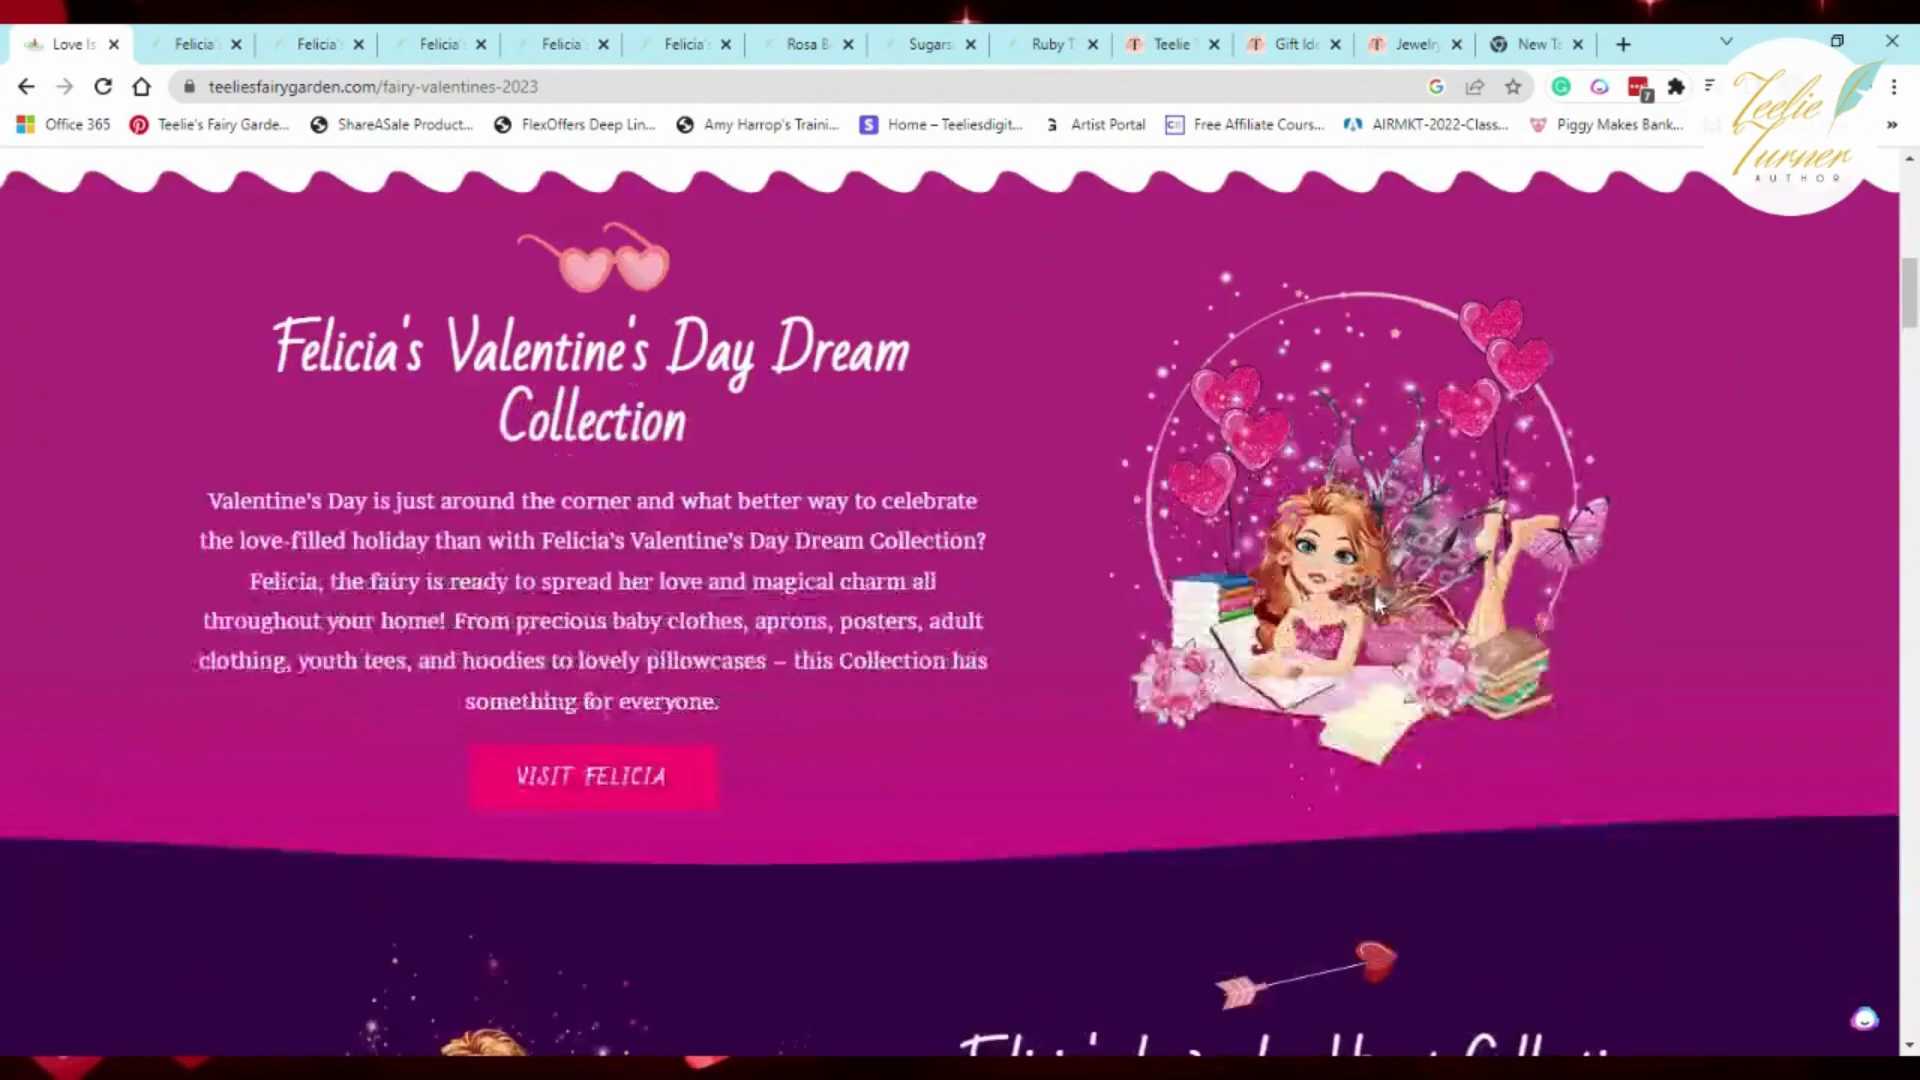 Love Is
Felicia'
Felicia'
Felicia'
Felicia'
Felicia'
Rosa B
Sugars
Ruby T
Teelie T
Gift Ide
Jewelry
New Ta
teeliesfairygarden.com/fairy-valentines-2023
7
Office 365
Teelie's Fairy Garde...
ShareASale Product...
FlexOffers Deep Lin...
Amy Harrop's Traini...
Home – Teeliesdigit...
Artist Portal
Free Affiliate Cours...
AIRMKT-2022-Class...
Piggy Makes Bank...
Teelie
Turner
AUTHOR
Felicia's Valentine's Day Dream
Collection
Valentine's Day is just around the corner and what better way to celebrate
the love-filled holiday than with Felicia's Valentine's Day Dream Collection?
Felicia, the fairy is ready to spread her love and magical charm all
throughout your home! From precious baby clothes, aprons, posters, adult
clothing, youth tees, and hoodies to lovely pillowcases – this Collection has
something for everyone.
VISIT FELICIA